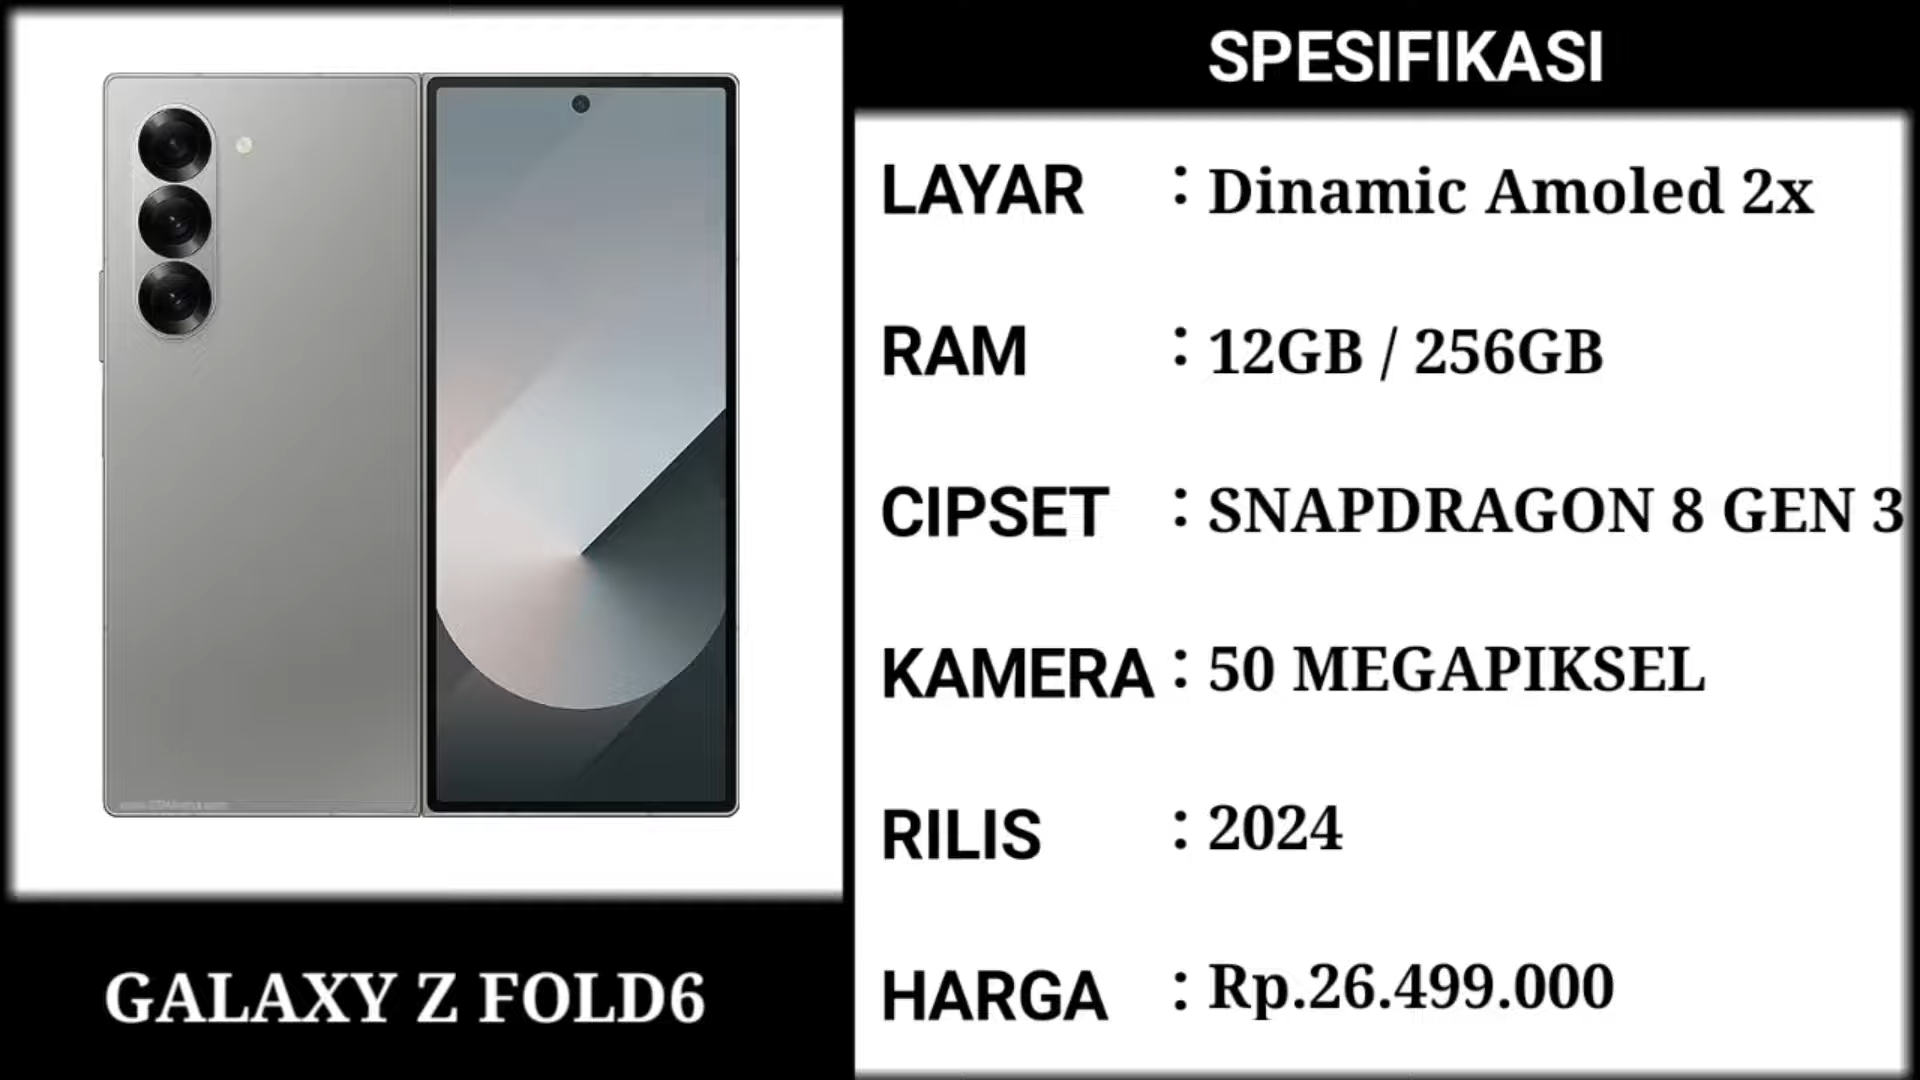 SPESIFIKASI
LAYAR : Dinamic Amoled 2x
RAM : 12GB / 256GB
CIPSET : SNAPDRAGON 8 GEN 3
KAMERA : 50 MEGAPIKSEL
RILIS : 2024
HARGA : Rp.26.499.000
GALAXY Z FOLD6